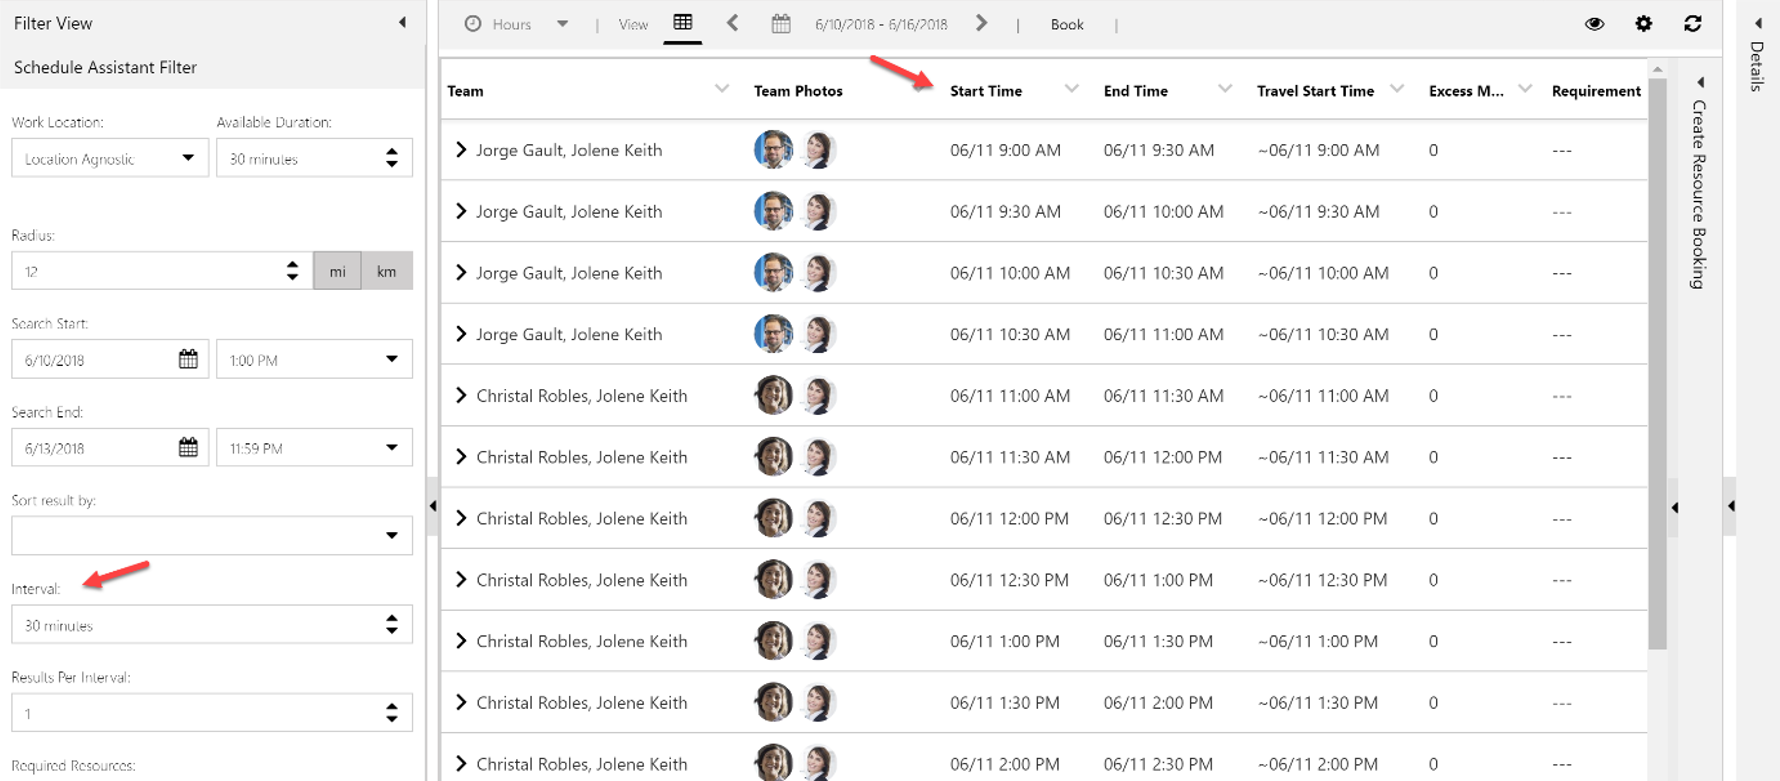 Filter View
Schedule Assistant Filter
Work Location:
Available Duration:
Location Agnostic
30 minutes
Radius:
12
mi
km
Search Start:
6/10/2018
1:00 PM
Search End:
6/13/2018
11:59 PM
Sort result by:
Interval:
30 minutes
Results Per Interval:
1
Required Resources:
Hours | View 6/10/2018 - 6/16/2018 | Book |
Team Team Photos Start Time End Time Travel Start Time Excess M... Requirement
Jorge Gault, Jolene Keith 06/11 9:00 AM 06/11 9:30 AM ~06/11 9:00 AM 0 ---
Jorge Gault, Jolene Keith 06/11 9:30 AM 06/11 10:00 AM ~06/11 9:30 AM 0 ---
Jorge Gault, Jolene Keith 06/11 10:00 AM 06/11 10:30 AM ~06/11 10:00 AM 0 ---
Jorge Gault, Jolene Keith 06/11 10:30 AM 06/11 11:00 AM ~06/11 10:30 AM 0 ---
Christal Robles, Jolene Keith 06/11 11:00 AM 06/11 11:30 AM ~06/11 11:00 AM 0 ---
Christal Robles, Jolene Keith 06/11 11:30 AM 06/11 12:00 PM ~06/11 11:30 AM 0 ---
Christal Robles, Jolene Keith 06/11 12:00 PM 06/11 12:30 PM ~06/11 12:00 PM 0 ---
Christal Robles, Jolene Keith 06/11 12:30 PM 06/11 1:00 PM ~06/11 12:30 PM 0 ---
Christal Robles, Jolene Keith 06/11 1:00 PM 06/11 1:30 PM ~06/11 1:00 PM 0 ---
Christal Robles, Jolene Keith 06/11 1:30 PM 06/11 2:00 PM ~06/11 1:30 PM 0 ---
Christal Robles, Jolene Keith 06/11 2:00 PM 06/11 2:30 PM ~06/11 2:00 PM 0 ---
Create Resource Booking
Details